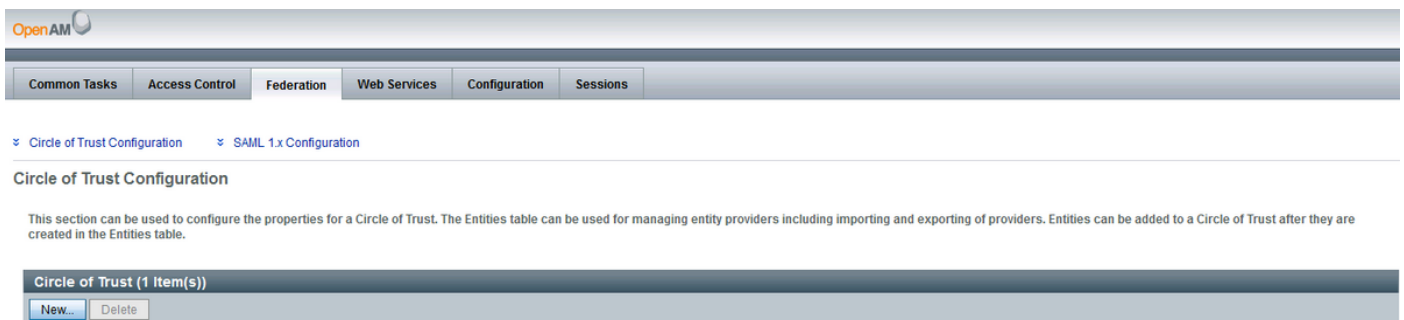 OpenAM
Common Tasks Access Control Federation Web Services Configuration Sessions
Circle of Trust Configuration SAML 1.x Configuration
Circle of Trust Configuration
This section can be used to configure the properties for a Circle of Trust. The Entities table can be used for managing entity providers including importing and exporting of providers. Entities can be added to a Circle of Trust after they are
created in the Entities table.
Circle of Trust (1 Item(s))
New... Delete